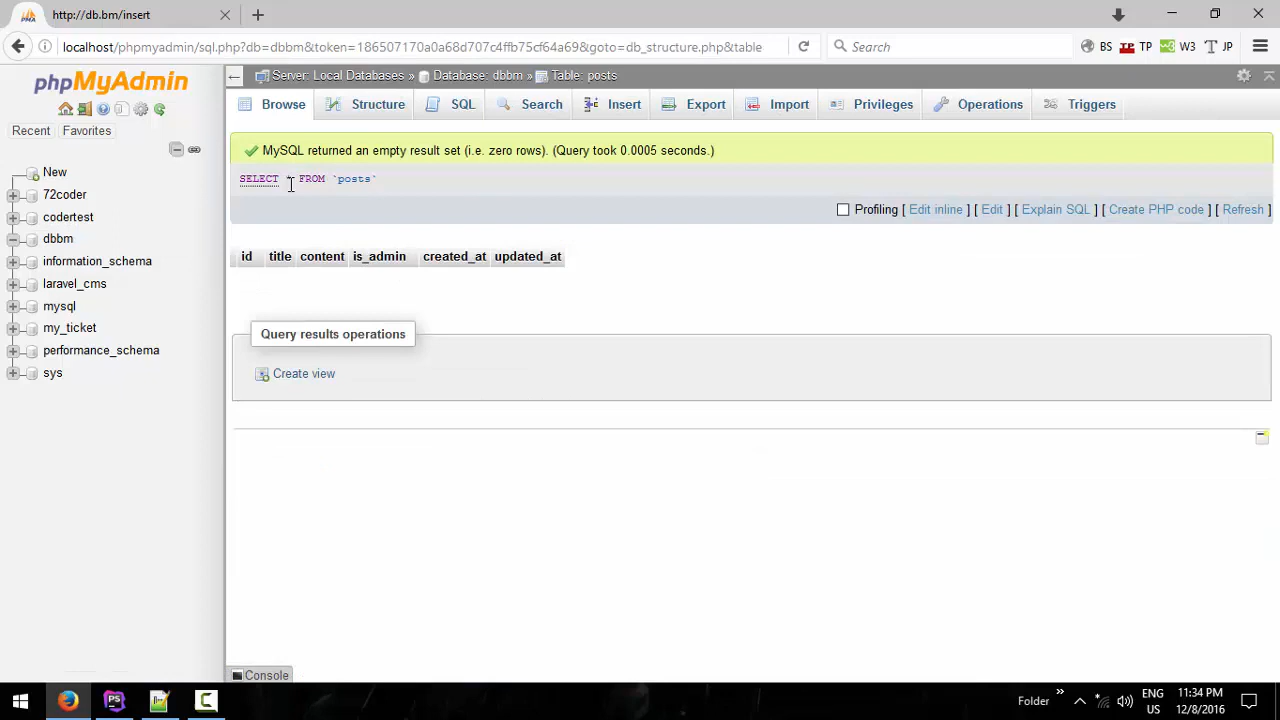 http://db.bm/insert
localhost/phpmyadmin/sql.php?db=dbbm&token=186507170a0a68d707c4ffb75cf64a69&goto=db_structure.php&table
Search
BS TP W3 JP
phpMyAdmin
Recent Favorites
New
72coder
codertest
dbbm
information_schema
laravel_cms
mysql
my_ticket
performance_schema
sys
Server: Local Databases » Database: dbbm » Table: posts
Browse Structure SQL Search Insert Export Import Privileges Operations Triggers
MySQL returned an empty result set (i.e. zero rows). (Query took 0.0005 seconds.)
SELECT * FROM `posts`
Profiling [ Edit inline ] [ Edit ] [ Explain SQL ] [ Create PHP code ] [ Refresh ]
id title content is_admin created_at updated_at
Query results operations
Create view
Console
Folder
ENG
US
11:34 PM
12/8/2016